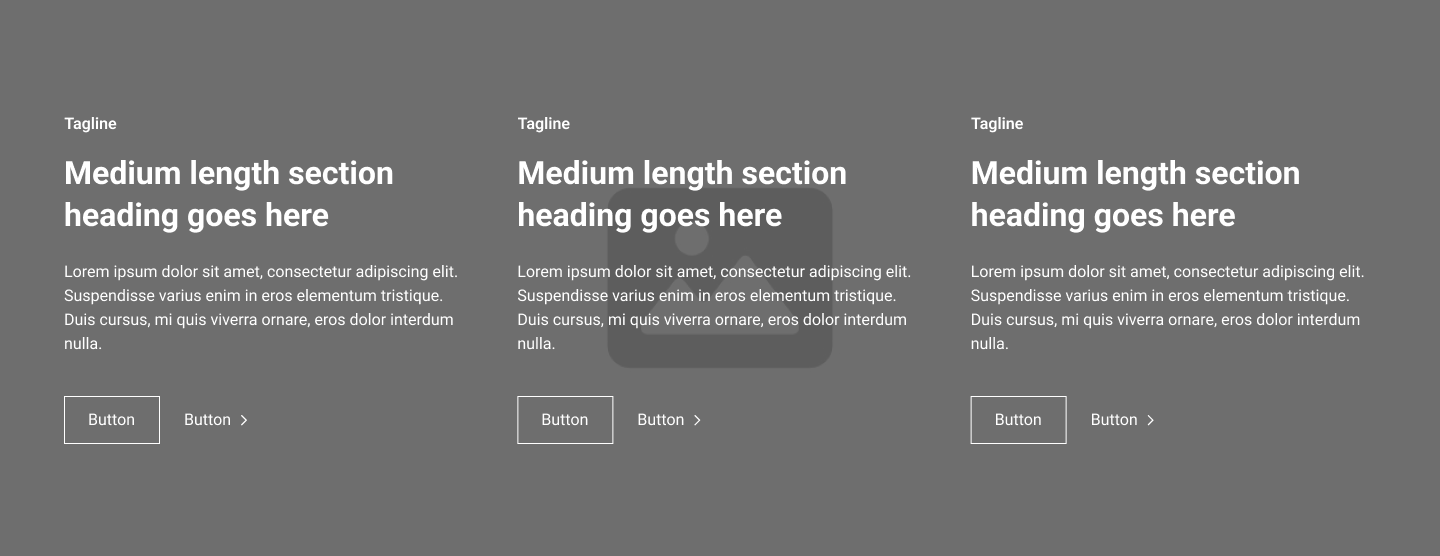 Tagline
Medium length section
heading goes here
Lorem ipsum dolor sit amet, consectetur adipiscing elit.
Suspendisse varius enim in eros elementum tristique.
Duis cursus, mi quis viverra ornare, eros dolor interdum
nulla.
Button
Button
Tagline
Medium length section
heading goes here
Lorem ipsum dolor sit amet, consectetur adipiscing elit.
Suspendisse varius enim in eros elementum tristique.
Duis cursus, mi quis viverra ornare, eros dolor interdum
nulla.
Button
Button
Tagline
Medium length section
heading goes here
Lorem ipsum dolor sit amet, consectetur adipiscing elit.
Suspendisse varius enim in eros elementum tristique.
Duis cursus, mi quis viverra ornare, eros dolor interdum
nulla.
Button
Button